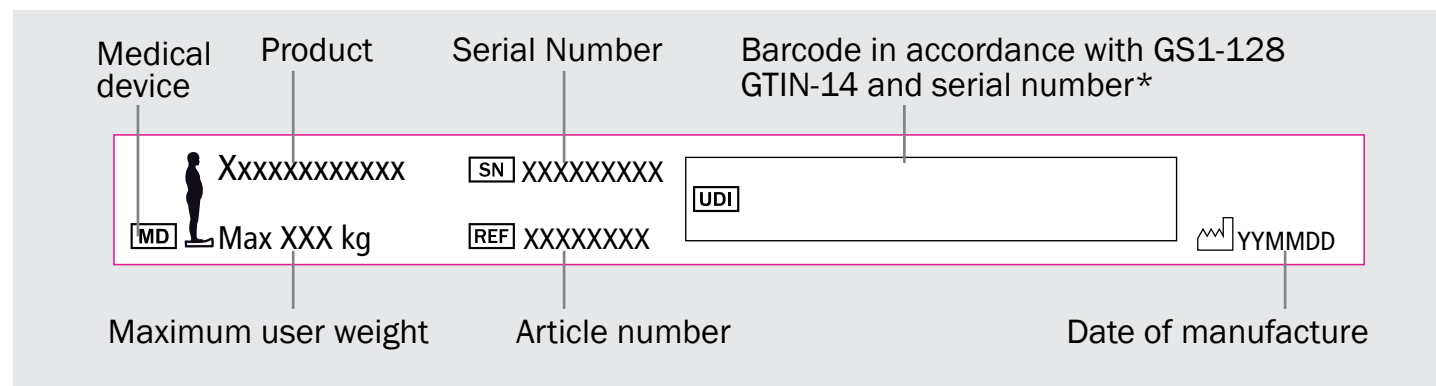 Medical
device
Product
Serial Number
Barcode in accordance with GS1-128
GTIN-14 and serial number*
Xxxxxxxxxxxx
SN XXXXXXXXX
UDI
MD
Max XXX kg
REF XXXXXXXX
YYMMDD
Maximum user weight
Article number
Date of manufacture